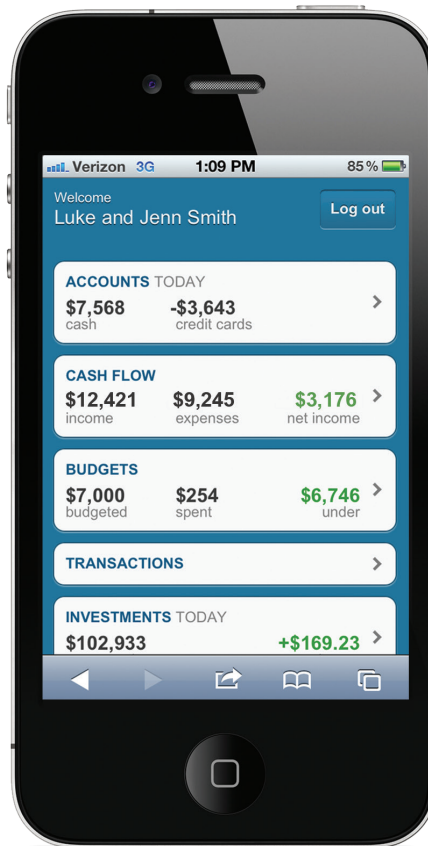 Verizon 3G 1:09 PM 85%
Welcome
Luke and Jenn Smith
Log out
ACCOUNTS TODAY
$7,568 -$3,643
cash credit cards
CASH FLOW
$12,421 $9,245 $3,176
income expenses net income
BUDGETS
$7,000 $254 $6,746
budgeted spent under
TRANSACTIONS
INVESTMENTS TODAY
$102,933 +$169.23